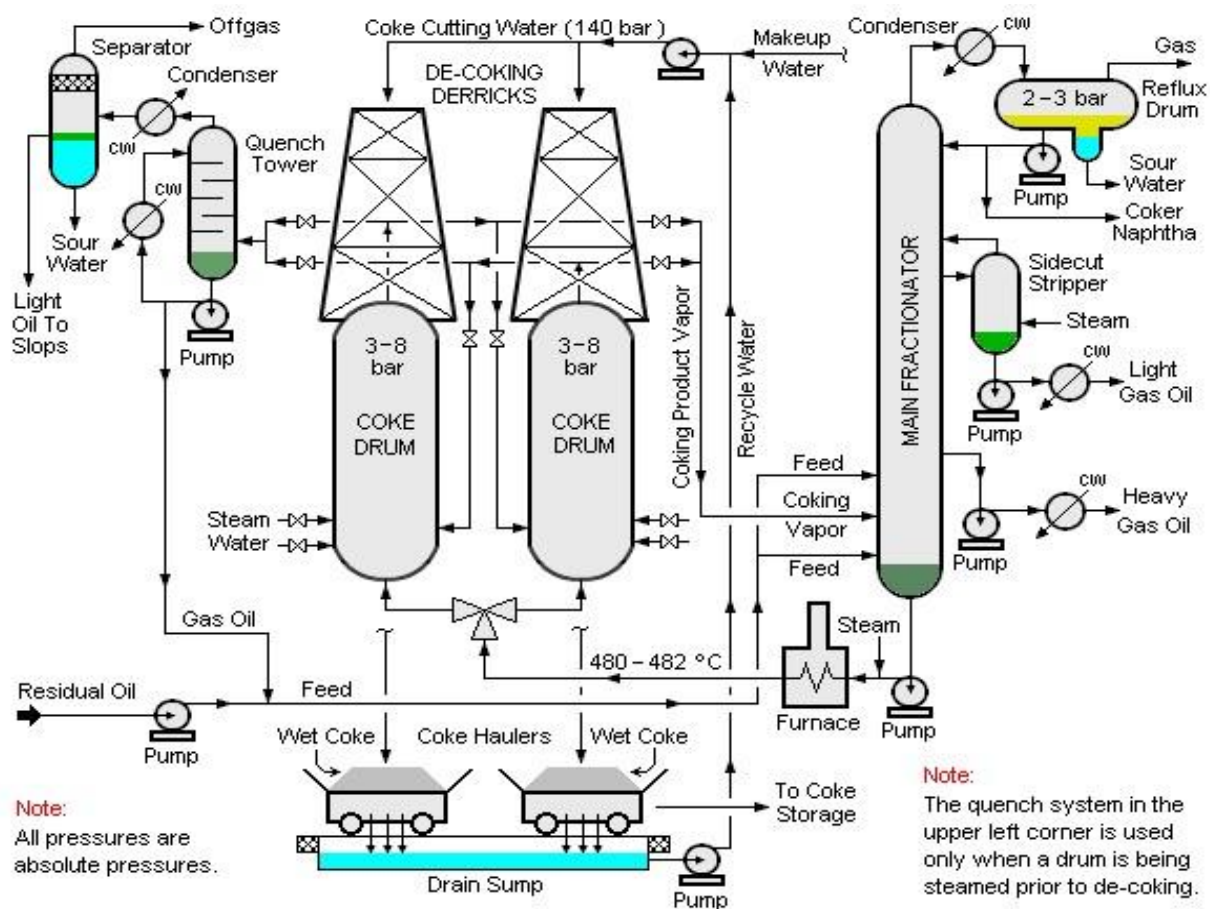 Offgas
Separator
Condenser
CW
Quench
Tower
CW
Sour
Water
Light
Oil To
Slops
Pump
Coke Cutting Water (140 bar )
DE-COKING
DERRICKS
Makeup
Water
Condenser
CW
Gas
2–3 bar
Reflux
Drum
Pump
Sour
Water
Coker
Naphtha
Sidecut
Stripper
Steam
CW
Light
Gas Oil
Pump
CW
Heavy
Gas Oil
Pump
MAIN FRACTIONATOR
3–8
bar
COKE
DRUM
3–8
bar
COKE
DRUM
Coking Product Vapor
Recycle Water
Feed
Coking
Vapor
Feed
Steam
Water
Gas Oil
480 – 482 °C
Steam
Furnace
Pump
Residual Oil
Pump
Feed
Wet Coke
Coke Haulers
Wet Coke
To Coke
Storage
Drain Sump
Pump
Note:
All pressures are
absolute pressures.
Note:
The quench system in the
upper left corner is used
only when a drum is being
steamed prior to de-coking.